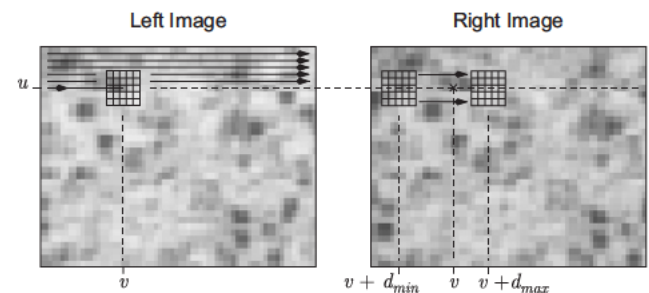 Left Image
Right Image
u
v
v + d_min
v
v +d_max